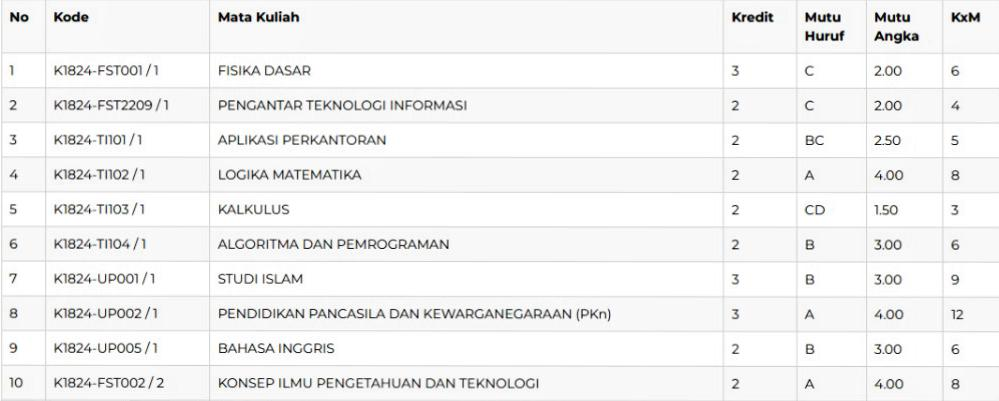 No Kode Mata Kuliah Kredit Mutu Huruf Mutu Angka KxM
1 K1824-FST001 / 1 FISIKA DASAR 3 C 2.00 6
2 K1824-FST2209 / 1 PENGANTAR TEKNOLOGI INFORMASI 2 C 2.00 4
3 K1824-TI101 / 1 APLIKASI PERKANTORAN 2 BC 2.50 5
4 K1824-TI102 / 1 LOGIKA MATEMATIKA 2 A 4.00 8
5 K1824-TI103 / 1 KALKULUS 2 CD 1.50 3
6 K1824-TI104 / 1 ALGORITMA DAN PEMROGRAMAN 2 B 3.00 6
7 K1824-UP001 / 1 STUDI ISLAM 3 B 3.00 9
8 K1824-UP002 / 1 PENDIDIKAN PANCASILA DAN KEWARGANEGARAAN (PKn) 3 A 4.00 12
9 K1824-UP005 / 1 BAHASA INGGRIS 2 B 3.00 6
10 K1824-FST002 / 2 KONSEP ILMU PENGETAHUAN DAN TEKNOLOGI 2 A 4.00 8